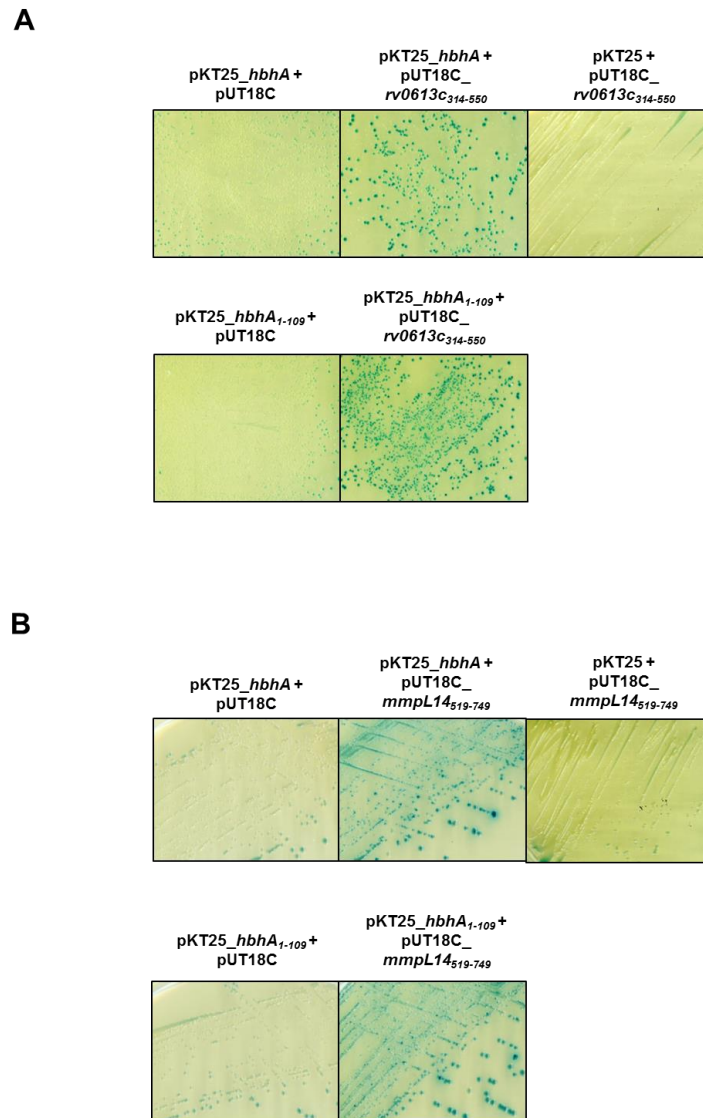 A
pKT25_hbhA +
pUT18C
pKT25_hbhA +
pUT18C_
rv0613c314-550
pKT25 +
pUT18C_
rv0613c314-550
pKT25_hbhA1-109 +
pUT18C
pKT25_hbhA1-109 +
pUT18C_
rv0613c314-550
B
pKT25_hbhA +
pUT18C
pKT25_hbhA +
pUT18C_
mmpL14519-749
pKT25 +
pUT18C_
mmpL14519-749
pKT25_hbhA1-109 +
pUT18C
pKT25_hbhA1-109 +
pUT18C_
mmpL14519-749